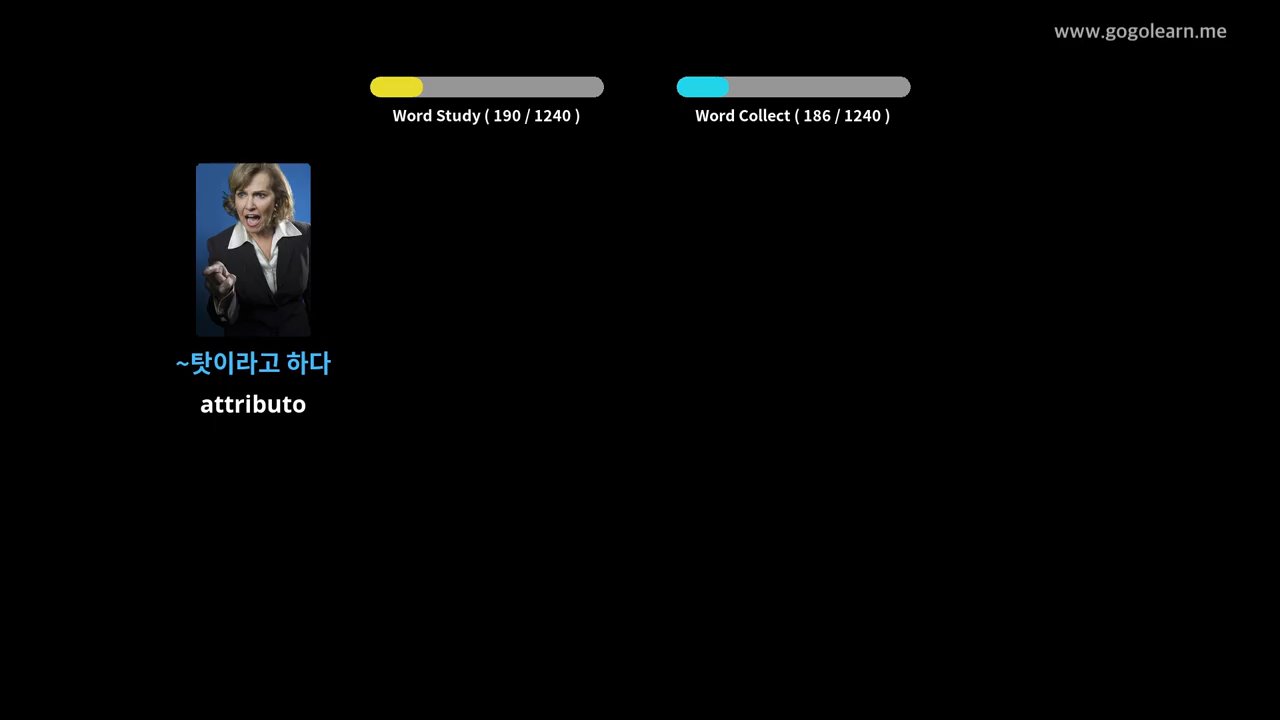 www.gogolearn.me
Word Study ( 190 / 1240 )
Word Collect ( 186 / 1240 )
~탓이라고 하다
attributo